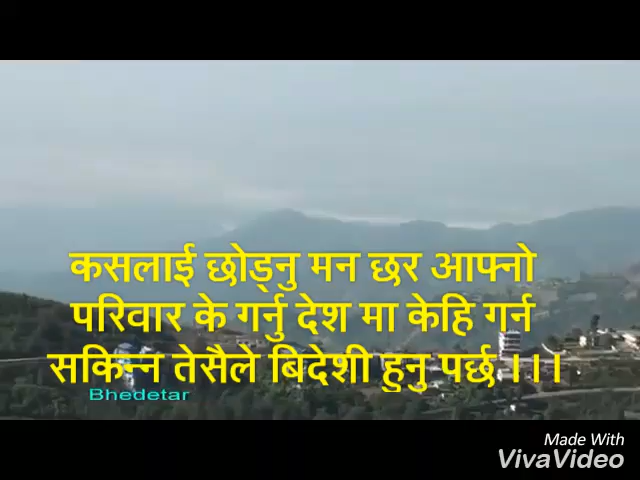 कसलाई छोड्नु मन छर आफ्नो
परिवार के गर्नु देश मा केहि गर्न
सकिन्न तेसैले बिदेशी हुनु पर्छ ।।।
Bhedetar
Made With
VivaVideo